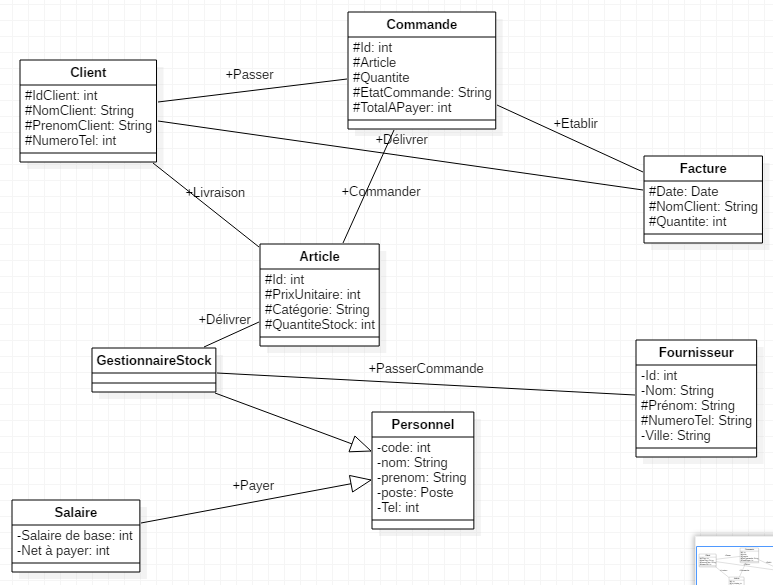 Commande
#Id: int
#Article
#Quantite
#EtatCommande: String
#TotalAPayer: int
Client
#IdClient: int
#NomClient: String
#PrenomClient: String
#NumeroTel: int
+Passer
+Etablir
+Délivrer
Facture
#Date: Date
#NomClient: String
#Quantite: int
+Livraison
+Commander
Article
#Id: int
#PrixUnitaire: int
#Catégorie: String
#QuantiteStock: int
+Délivrer
GestionnaireStock
+PasserCommande
Fournisseur
-Id: int
-Nom: String
#Prénom: String
#NumeroTel: String
-Ville: String
Personnel
-code: int
-nom: String
-prenom: String
-poste: Poste
-Tel: int
+Payer
Salaire
-Salaire de base: int
-Net à payer: int